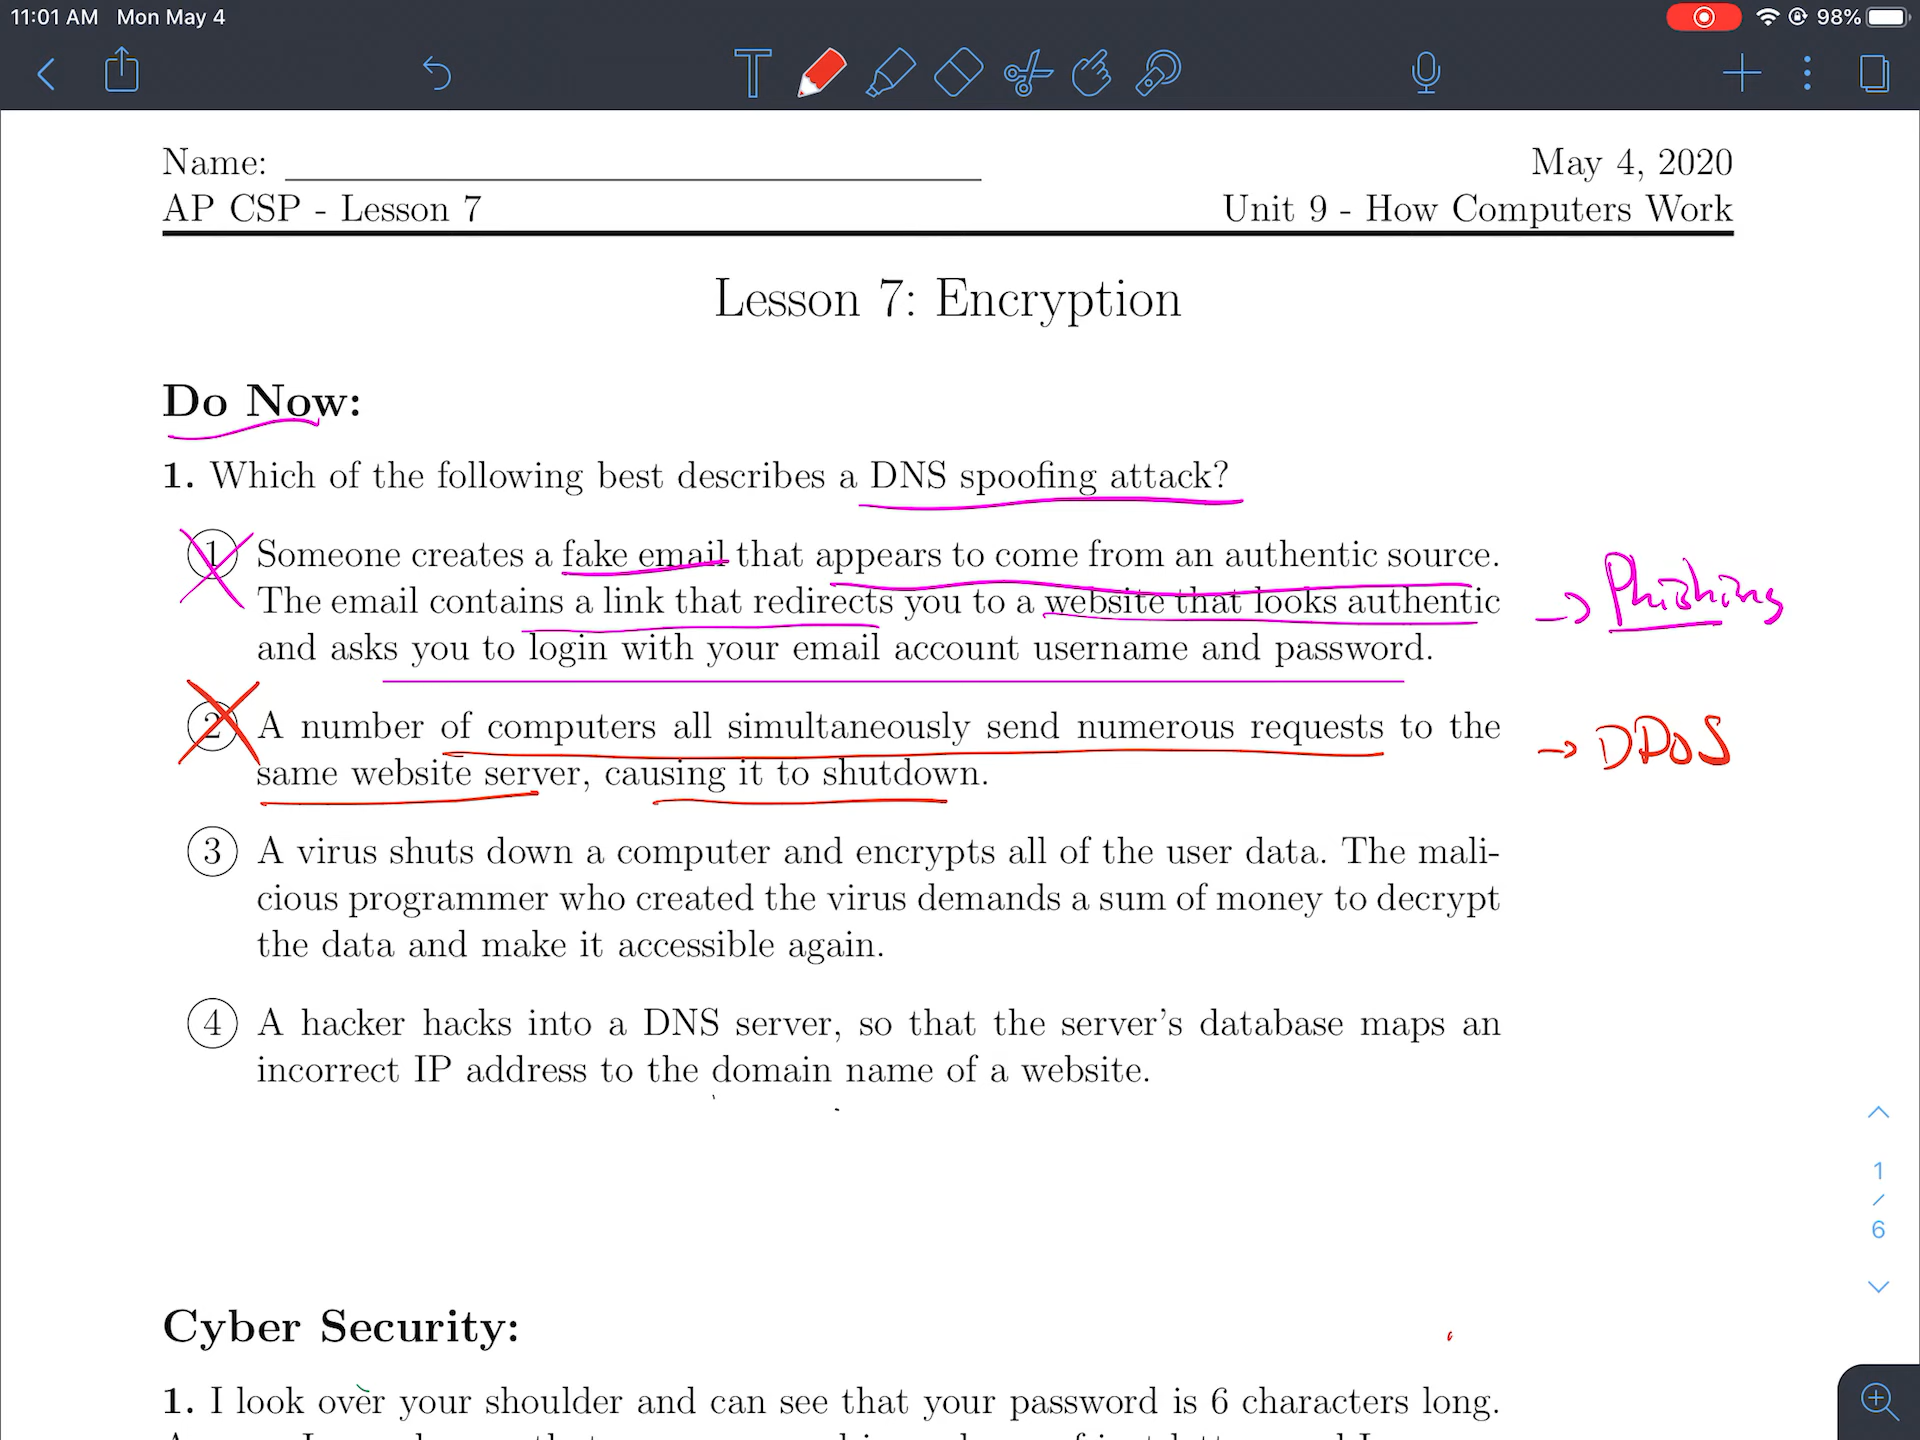 11:01 AM Mon May 4
98%
Name:
May 4, 2020
AP CSP - Lesson 7
Unit 9 - How Computers Work
Lesson 7: Encryption
Do Now:
1. Which of the following best describes a DNS spoofing attack?
1 Someone creates a fake email that appears to come from an authentic source.
The email contains a link that redirects you to a website that looks authentic
and asks you to login with your email account username and password.
→ Phishing
2 A number of computers all simultaneously send numerous requests to the
same website server, causing it to shutdown.
→ DDoS
3 A virus shuts down a computer and encrypts all of the user data. The mali-
cious programmer who created the virus demands a sum of money to decrypt
the data and make it accessible again.
4 A hacker hacks into a DNS server, so that the server's database maps an
incorrect IP address to the domain name of a website.
1
/
6
Cyber Security:
1. I look over your shoulder and can see that your password is 6 characters long.